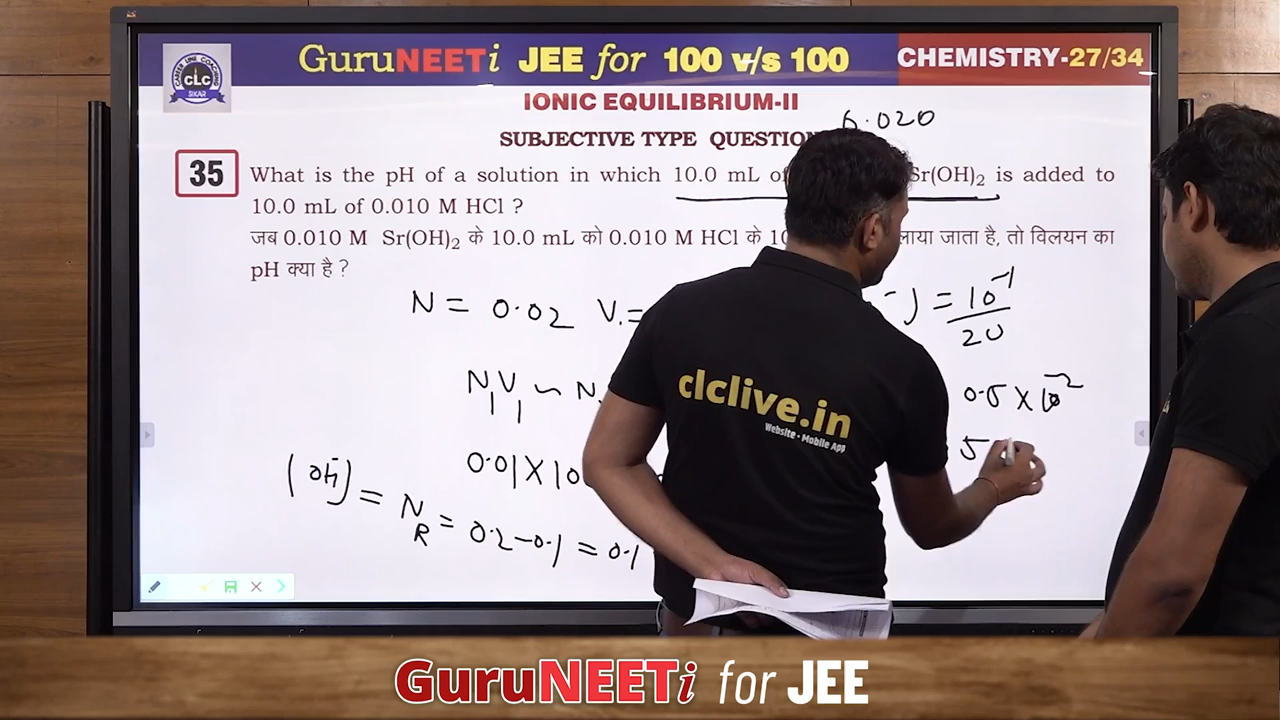 GuruNEETi JEE for 100 v/s 100
CHEMISTRY-27/34
CLC
SIKAR
IONIC EQUILIBRIUM-II
SUBJECTIVE TYPE QUESTION
0.020
35
What is the pH of a solution in which 10.0 mL of Sr(OH)2 is added to
10.0 mL of 0.010 M HCl ?
जब 0.010 M Sr(OH)2 के 10.0 mL को 0.010 M HCl के 10 लाया जाता है, तो विलयन का
pH क्या है ?
N = 0.02 V1 =
= 10⁻¹ / 20
N1V1 N
0.5 × 10⁻²
0.01 × 10
5
(OH⁻) = NR = 0.2 - 0.1 = 0.1
clclive.in
Website • Mobile App
GuruNEETi for JEE